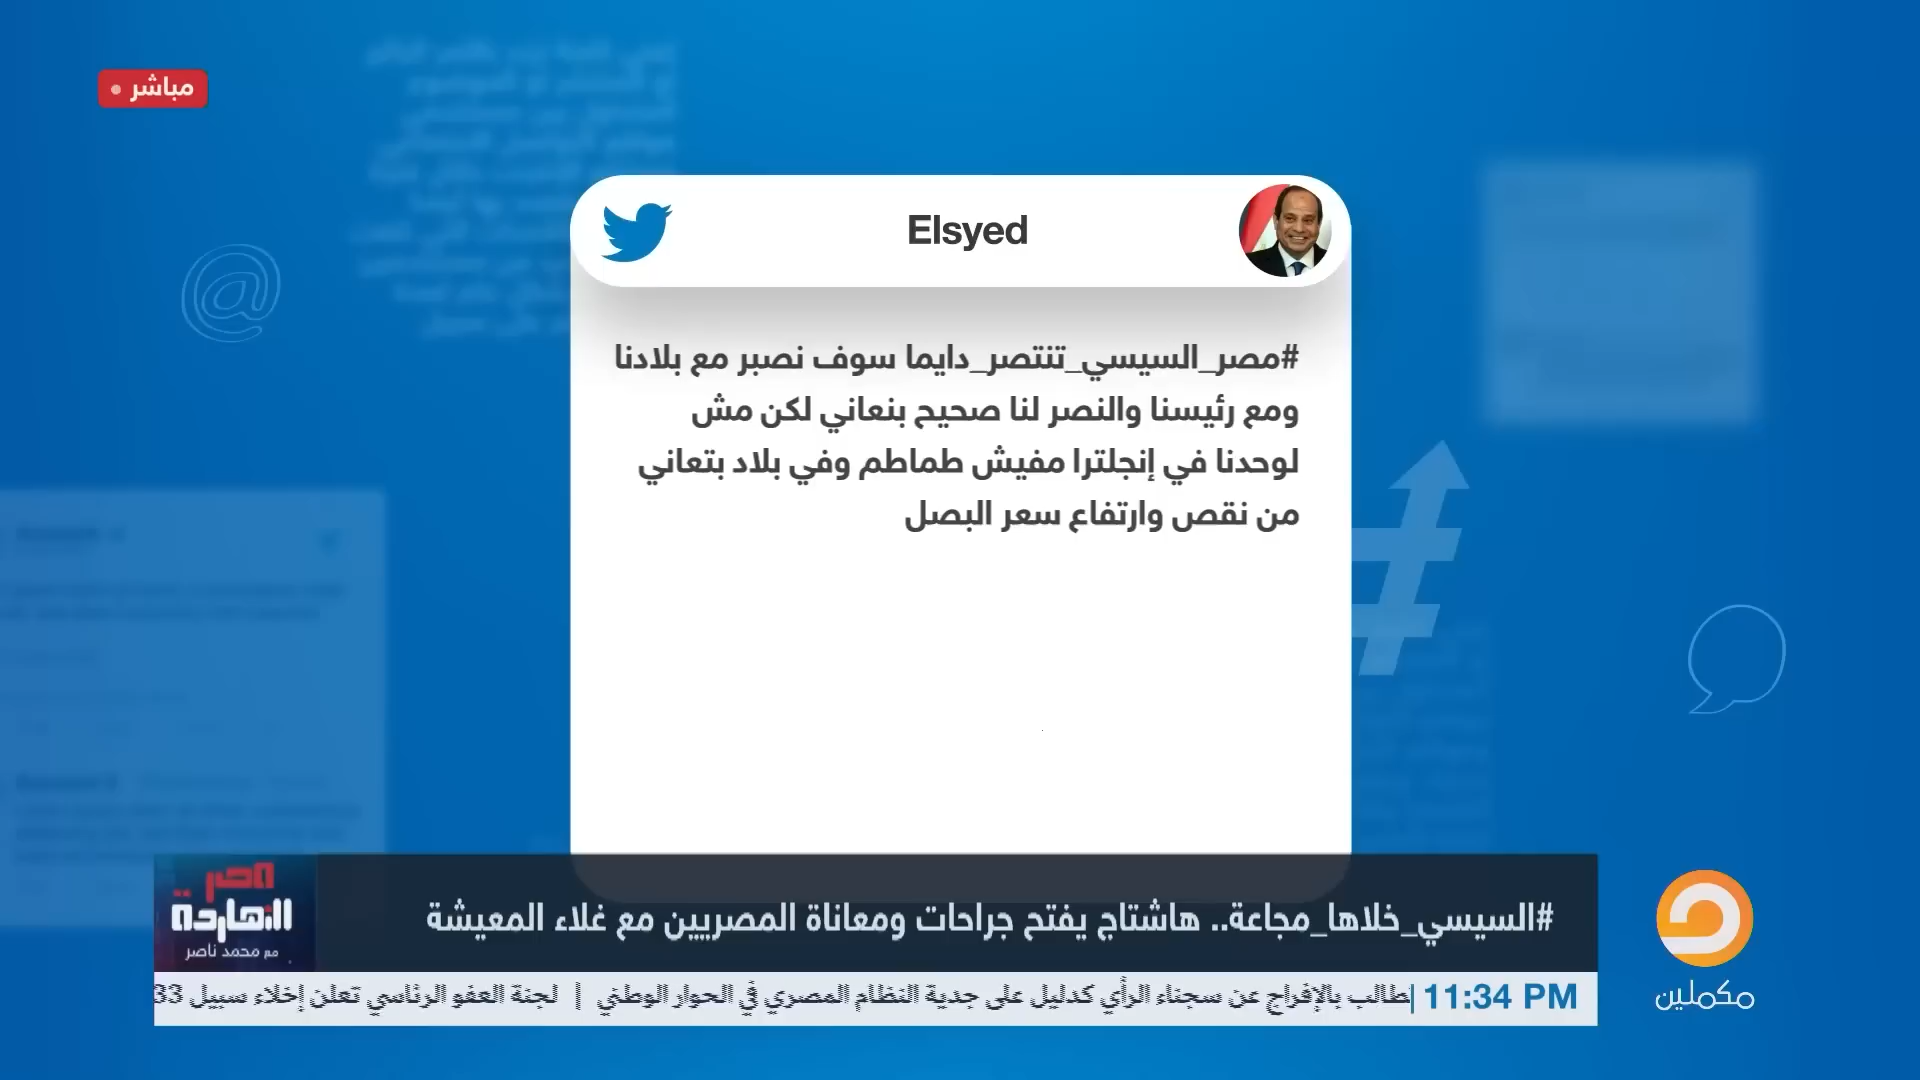 مباشر
Elsyed
#مصر_السيسي_تنتصر_دايما سوف نصبر مع بلادنا
ومع رئيسنا والنصر لنا صحيح بنعاني لكن مش
لوحدنا في إنجلترا مفيش طماطم وفي بلاد بتعاني
من نقص وارتفاع سعر البصل
مصر
النهاردة
مع محمد ناصر
#السيسي_خلاها_مجاعة.. هاشتاج يفتح جراحات ومعاناة المصريين مع غلاء المعيشة
11:34 PM
طالب بالإفراج عن سجناء الرأي كدليل على جدية النظام المصري في الحوار الوطني | لجنة العفو الرئاسي تعلن إخلاء سبيل 33
مكملين